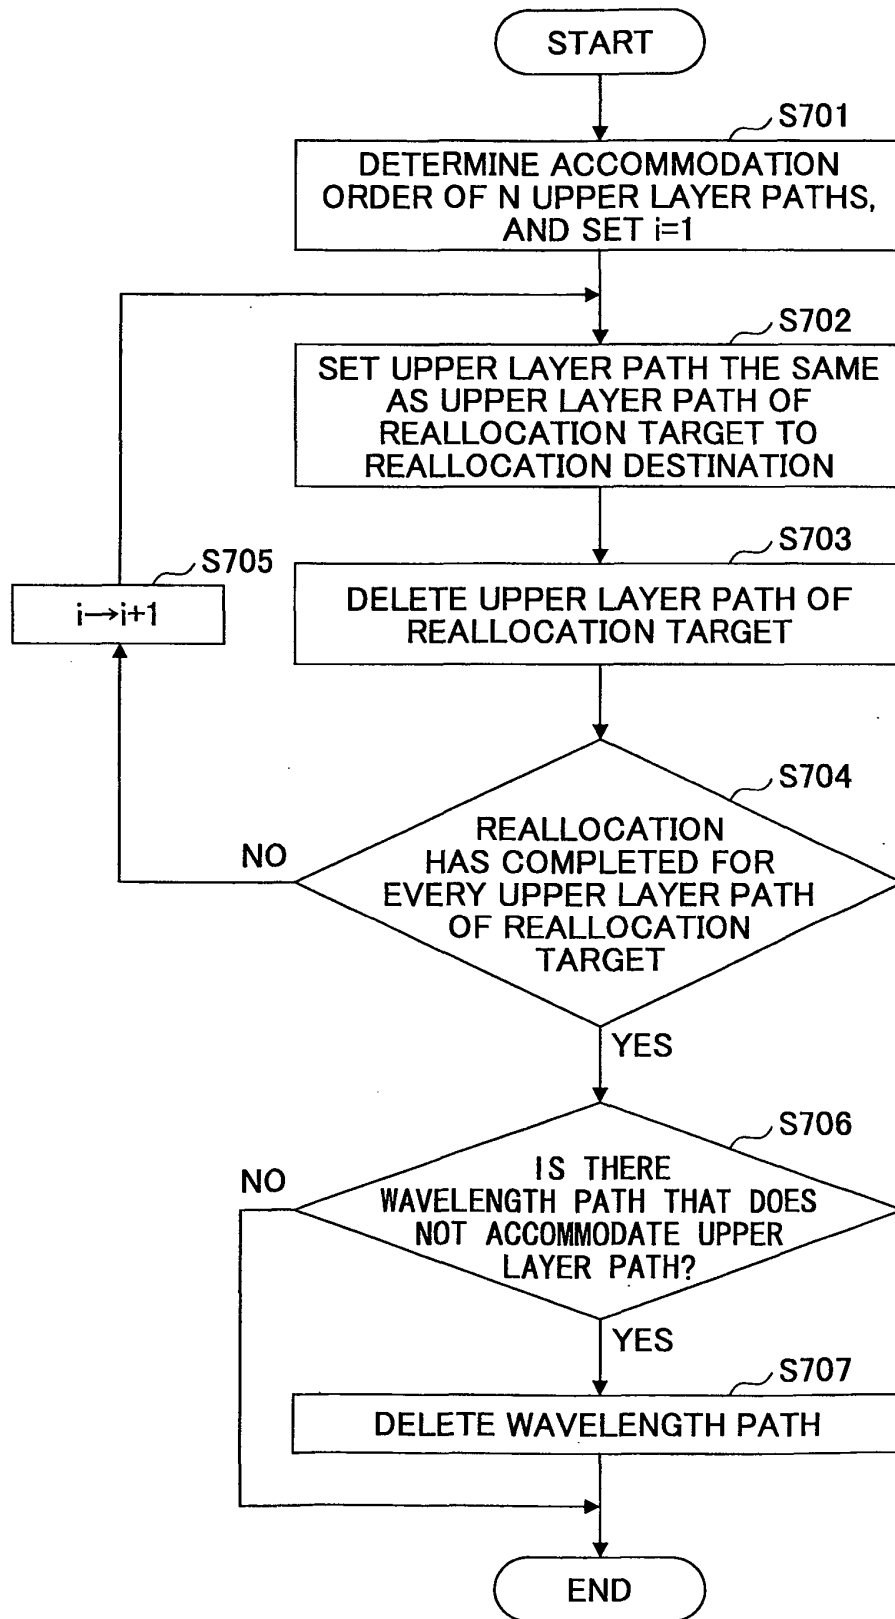 START
S701
DETERMINE ACCOMMODATION
ORDER OF N UPPER LAYER PATHS,
AND SET i=1
S702
SET UPPER LAYER PATH THE SAME
AS UPPER LAYER PATH OF
REALLOCATION TARGET TO
REALLOCATION DESTINATION
S705
i→i+1
S703
DELETE UPPER LAYER PATH OF
REALLOCATION TARGET
S704
REALLOCATION
HAS COMPLETED FOR
EVERY UPPER LAYER PATH
OF REALLOCATION
TARGET
NO
YES
S706
IS THERE
WAVELENGTH PATH THAT DOES
NOT ACCOMMODATE UPPER
LAYER PATH?
NO
YES
S707
DELETE WAVELENGTH PATH
END